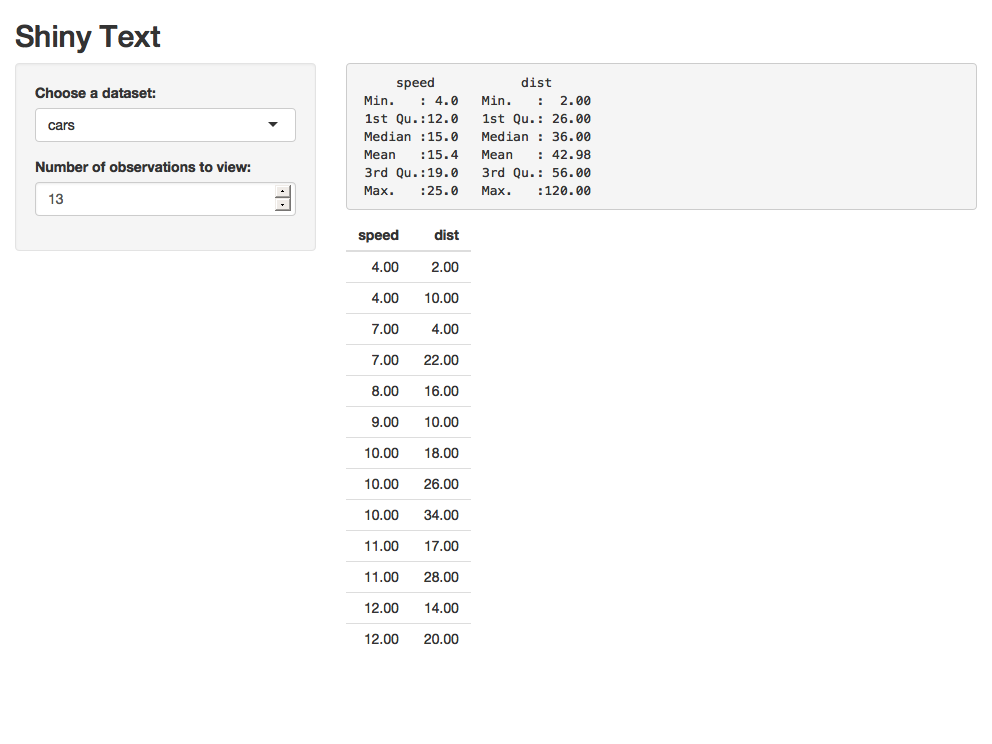 Shiny Text
Choose a dataset:
cars
Number of observations to view:
13
speed dist
Min. : 4.0 Min. : 2.00
1st Qu.:12.0 1st Qu.: 26.00
Median :15.0 Median : 36.00
Mean :15.4 Mean : 42.98
3rd Qu.:19.0 3rd Qu.: 56.00
Max. :25.0 Max. :120.00
speed dist
4.00 2.00
4.00 10.00
7.00 4.00
7.00 22.00
8.00 16.00
9.00 10.00
10.00 18.00
10.00 26.00
10.00 34.00
11.00 17.00
11.00 28.00
12.00 14.00
12.00 20.00